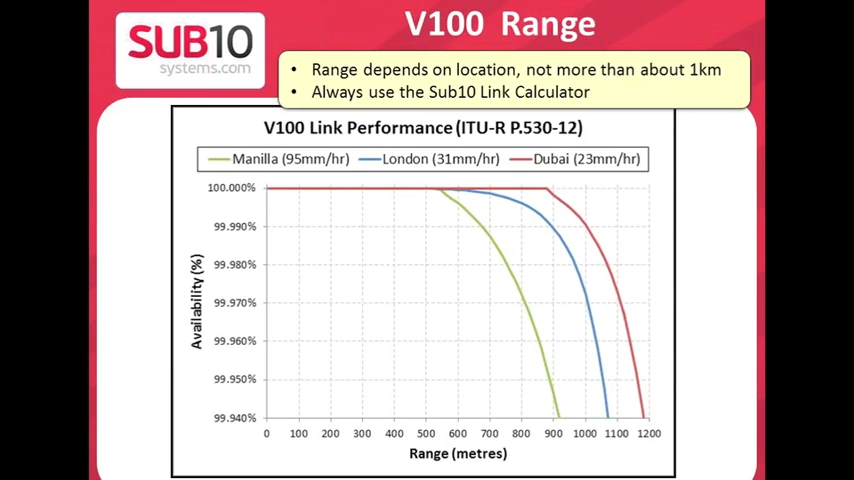 SUB10
systems.com
V100 Range
• Range depends on location, not more than about 1km
• Always use the Sub10 Link Calculator
V100 Link Performance (ITU-R P.530-12)
Manilla (95mm/hr) London (31mm/hr) Dubai (23mm/hr)
100.000%
99.990%
99.980%
99.970%
99.960%
99.950%
99.940%
Availability (%)
0 100 200 300 400 500 600 700 800 900 1000 1100 1200
Range (metres)